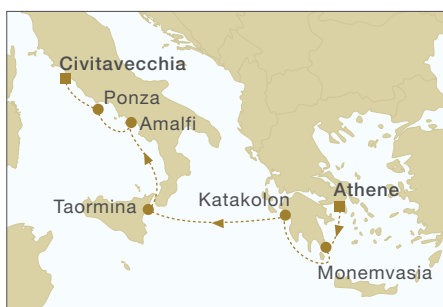 Civitavecchia
Ponza
Amalfi
Taormina
Katakolon
Athene
Monemvasia